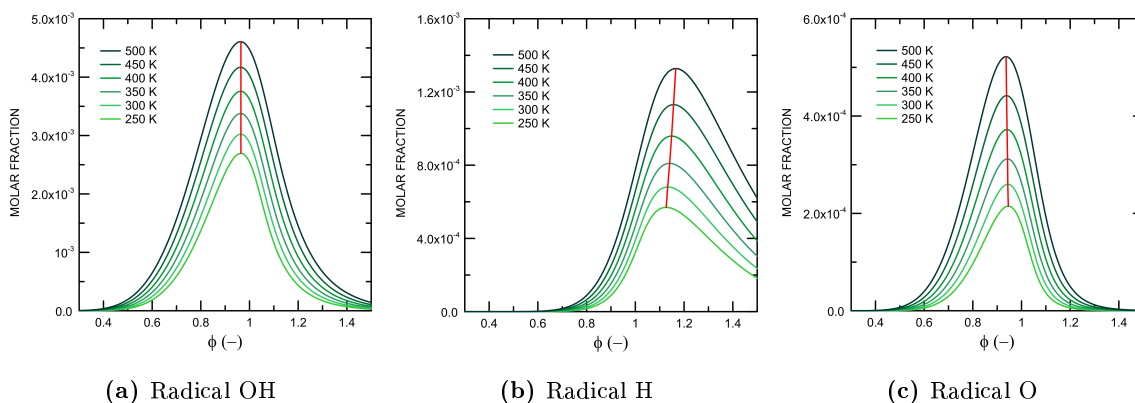 5.0x10⁻³
4.0x10⁻³
3.0x10⁻³
2.0x10⁻³
10⁻³
0.0
MOLAR FRACTION
500 K
450 K
400 K
350 K
300 K
250 K
0.4 0.6 0.8 1 1.2 1.4
ϕ (−)
(a) Radical OH
1.6x10⁻³
1.2x10⁻³
8.0x10⁻⁴
4.0x10⁻⁴
0.0
MOLAR FRACTION
500 K
450 K
400 K
350 K
300 K
250 K
0.4 0.6 0.8 1.0 1.2 1.4
ϕ (−)
(b) Radical H
6.0x10⁻⁴
4.0x10⁻⁴
2.0x10⁻⁴
0.0
MOLAR FRACTION
500 K
450 K
400 K
350 K
300 K
250 K
0.4 0.6 0.8 1 1.2 1.4
ϕ (−)
(c) Radical O